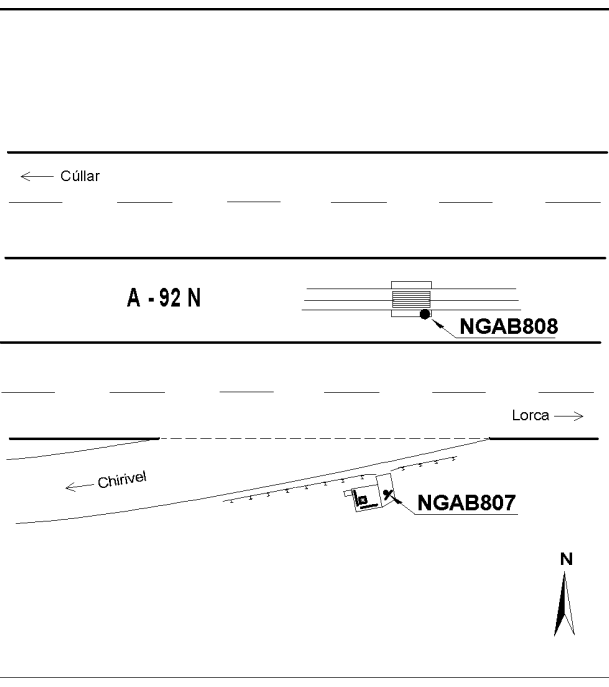 Cúllar
A - 92 N
NGAB808
Lorca
Chirivel
NGAB807
N